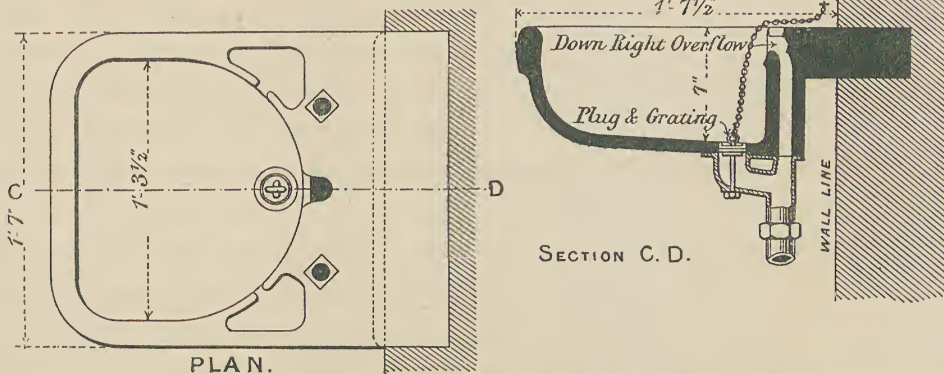 1'·7½"
Down Right Overflow
7"
Plug & Grating
1'·3½"
C
D
1'·7"
WALL LINE
SECTION C. D.
PLAN.